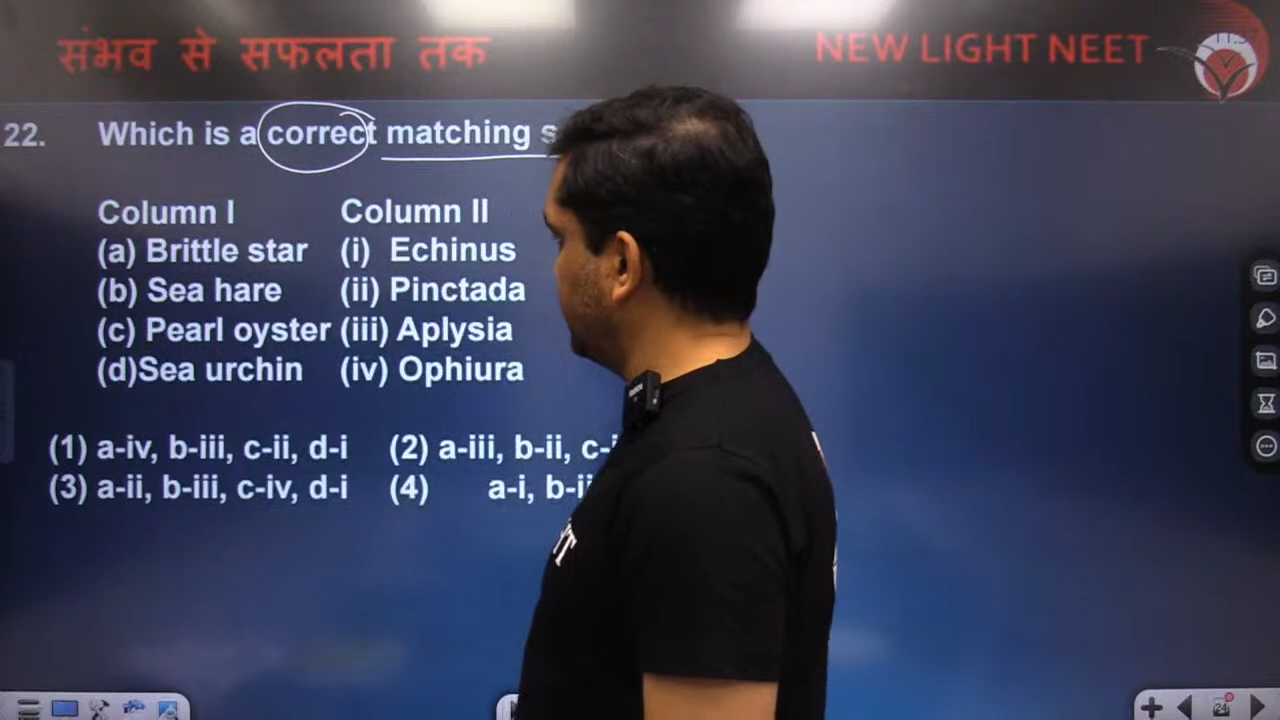 संभव से सफलता तक
NEW LIGHT NEET
22. Which is a correct matching
Column I Column II
(a) Brittle star (i) Echinus
(b) Sea hare (ii) Pinctada
(c) Pearl oyster (iii) Aplysia
(d)Sea urchin (iv) Ophiura
(1) a-iv, b-iii, c-ii, d-i (2) a-iii, b-ii,
(3) a-ii, b-iii, c-iv, d-i (4) a-i,
24